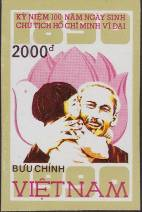 KỶ NIỆM 100 NĂM NGÀY SINH
CHỦ TỊCH HỒ CHÍ MINH VĨ ĐẠI
2000đ
BƯU CHÍNH
VIỆTNAM